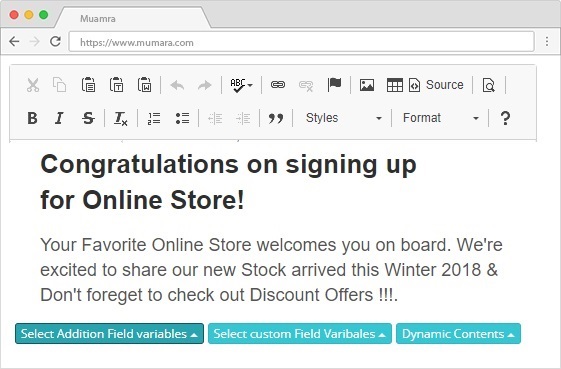 Muamra
https://www.mumara.com
ABC
Source
B I S Tx
Styles Format ?
Congratulations on signing up
for Online Store!
Your Favorite Online Store welcomes you on board. We're
excited to share our new Stock arrived this Winter 2018 &
Don't foreget to check out Discount Offers !!!.
Select Addition Field variables Select custom Field Varibales Dynamic Contents